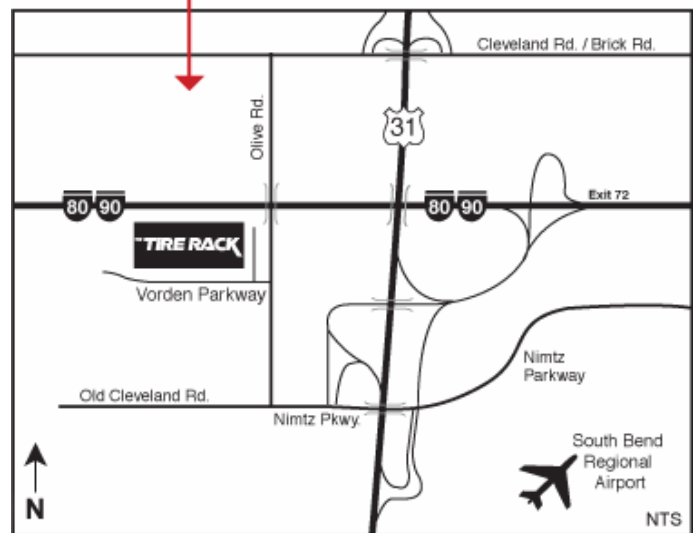 Cleveland Rd. / Brick Rd.
Olive Rd.
31
80 90
80 90
Exit 72
THE TIRE RACK
Vorden Parkway
Nimtz
Parkway
Old Cleveland Rd.
Nimtz Pkwy.
South Bend
Regional
Airport
N
NTS